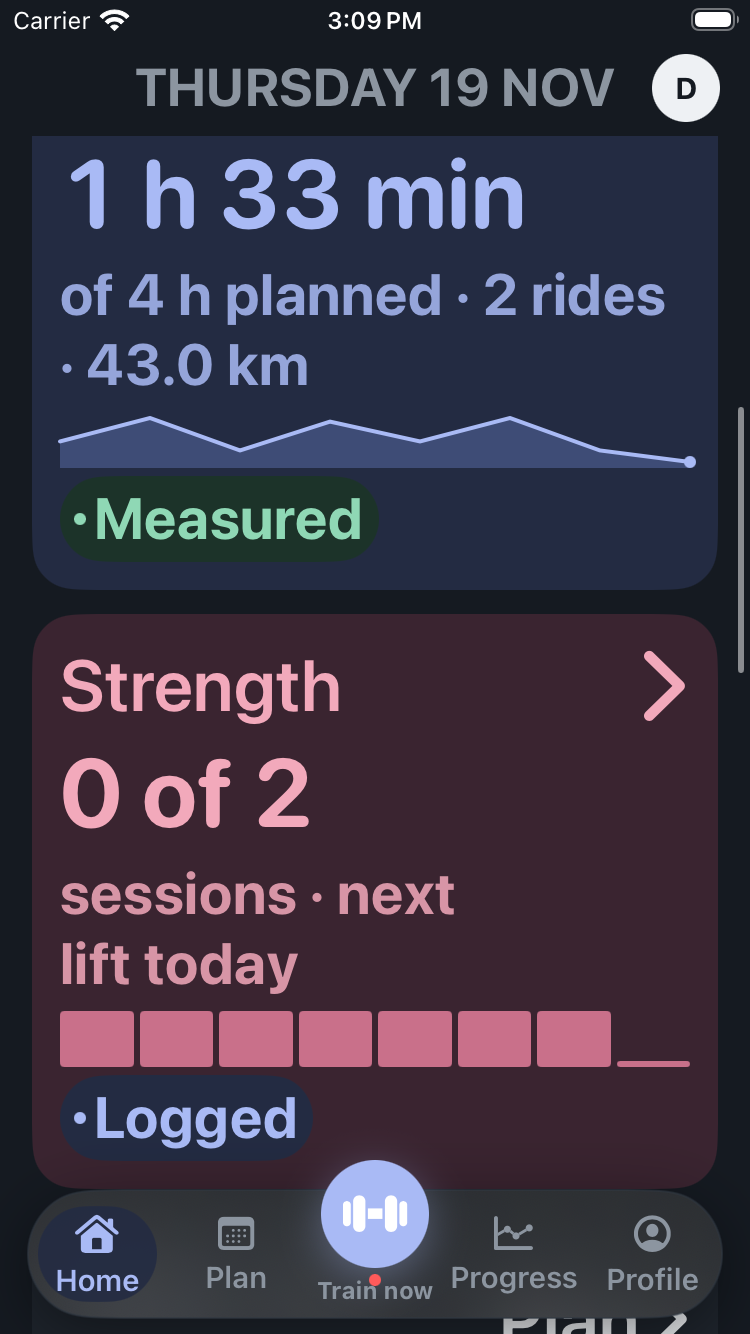 Carrier
3:09 PM
THURSDAY 19 NOV
D
1 h 33 min
of 4 h planned · 2 rides
· 43.0 km
•Measured
Strength
0 of 2
sessions · next
lift today
•Logged
Home
Plan
Train now
Progress
Profile
Plan